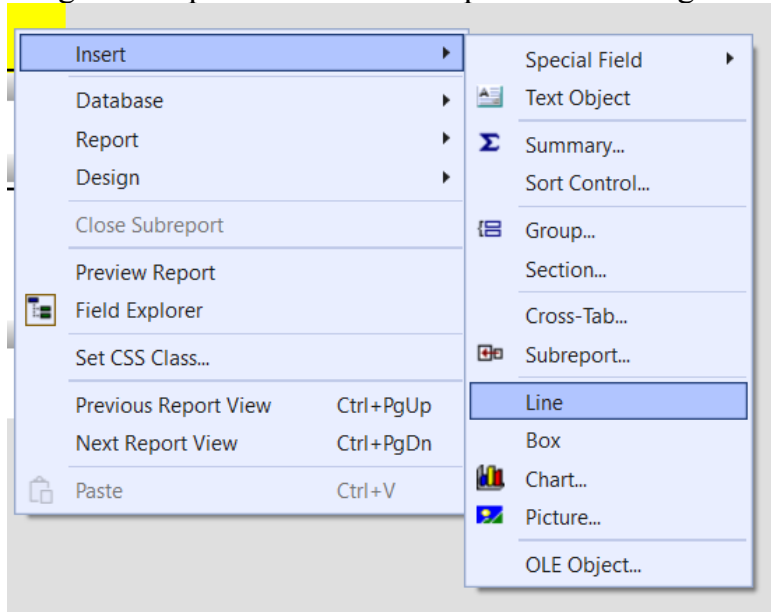 Insert
Database
Report
Design
Close Subreport
Preview Report
Field Explorer
Set CSS Class...
Previous Report View Ctrl+PgUp
Next Report View Ctrl+PgDn
Paste Ctrl+V
Special Field
Text Object
Summary...
Sort Control...
Group...
Section...
Cross-Tab...
Subreport...
Line
Box
Chart...
Picture...
OLE Object...